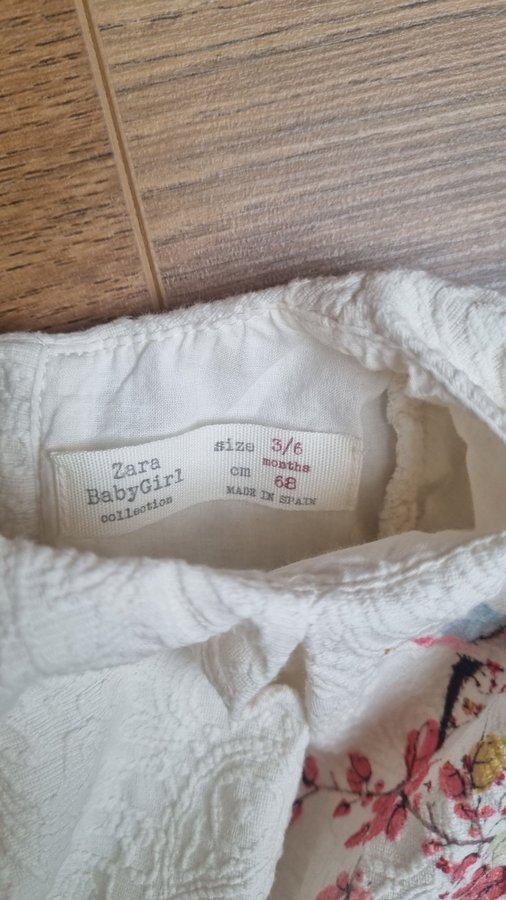 Zara
BabyGirl
collection
size 3/6
months
cm 68
MADE IN SPAIN